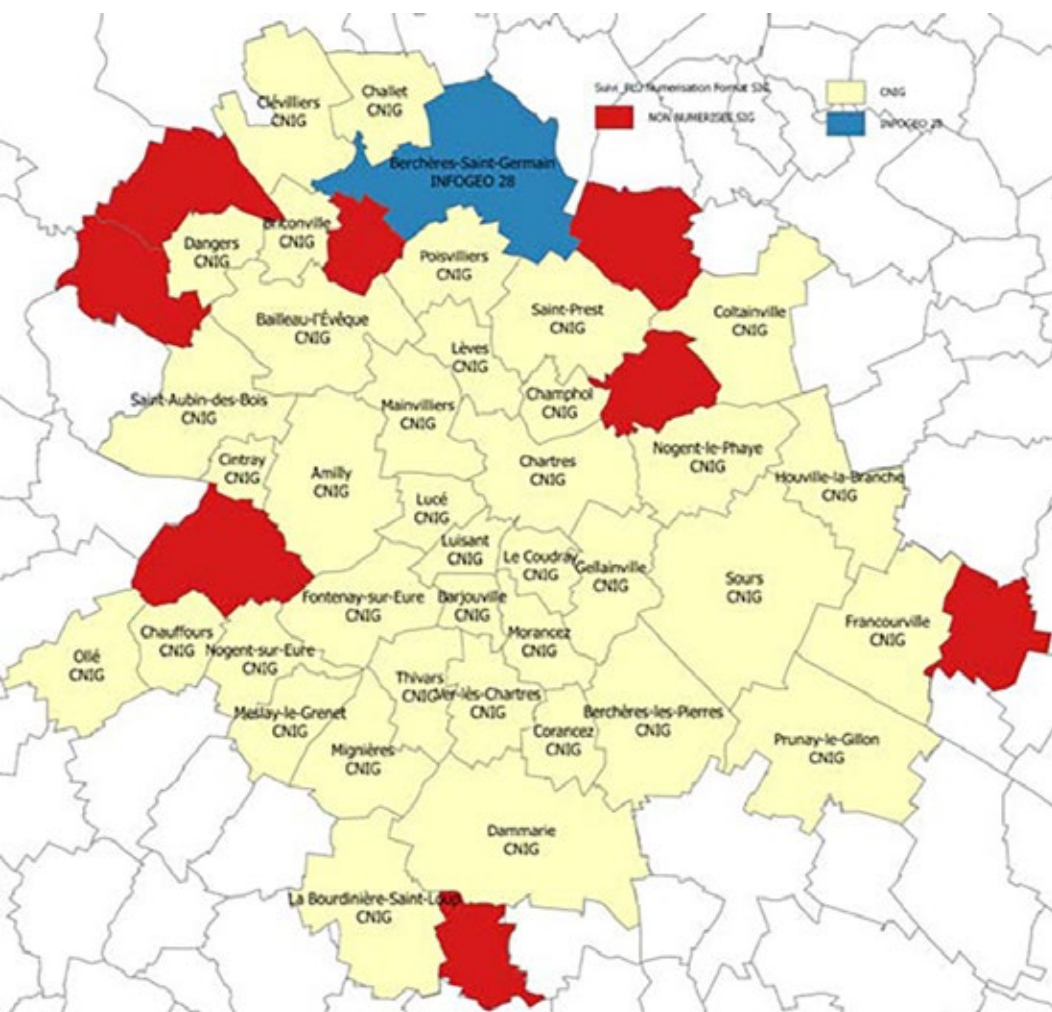 Clévilliers
CNIG
Challet
CNIG
Suivi PLU Numerisation Format SIG
NON NUMERISES SIG
CNIG
INFOGEO 28
Berchères-Saint-Germain
INFOGEO 28
Briconville
CNIG
Dangers
CNIG
Poisvilliers
CNIG
Bailleau-l'Évêque
CNIG
Saint-Prest
CNIG
Coltainville
CNIG
Lèves
CNIG
Saint-Aubin-des-Bois
CNIG
Mainvilliers
CNIG
Champhol
CNIG
Cintray
CNIG
Amilly
CNIG
Chartres
CNIG
Nogent-le-Phaye
CNIG
Houville-la-Branche
CNIG
Lucé
CNIG
Luisant
CNIG
Le Coudray
CNIG
Gellainville
CNIG
Sours
CNIG
Fontenay-sur-Eure
CNIG
Barjouville
CNIG
Francourville
CNIG
Chauffours
CNIG
Nogent-sur-Eure
CNIG
Morancez
CNIG
Ollé
CNIG
Thivars
CNIG
Ver-lès-Chartres
CNIG
Meslay-le-Grenet
CNIG
Berchères-les-Pierres
CNIG
Corancez
CNIG
Mignières
CNIG
Prunay-le-Gillon
CNIG
Dammarie
CNIG
La Bourdinière-Saint-Loup
CNIG